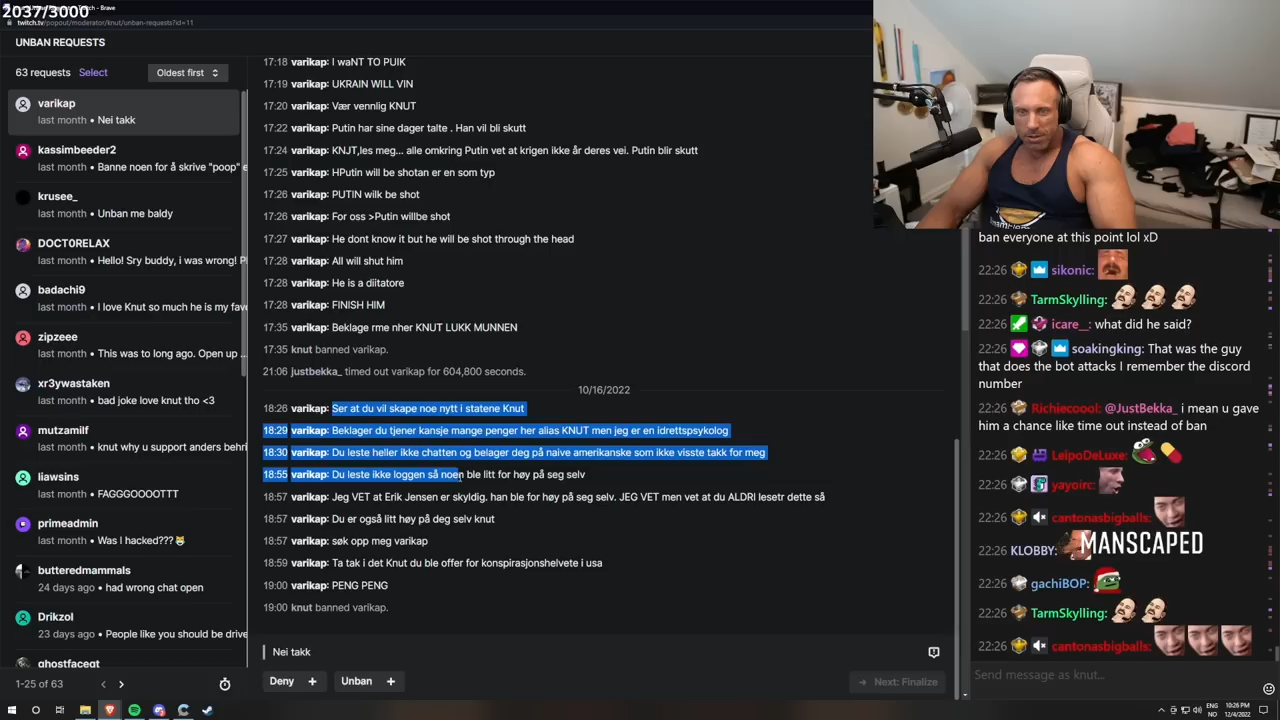 2037/3000
- Brave
twitch.tv/popout/moderator/knut/unban-requests?id=11
UNBAN REQUESTS
63 requests Select Oldest first
varikap
last month • Nei takk
kassimbeeder2
last month • Banne noen for å skrive "poop" e
krusee_
last month • Unban me baldy
DOCT0RELAX
last month • Hello! Sry buddy, i was wrong! P
badachi9
last month • I love Knut so much he is my fav
zipzeee
last month • This was to long ago. Open up ...
xr3ywastaken
last month • bad joke love knut tho <3
mutzamilf
last month • knut why u support anders behri
liawsins
last month • FAGGGOOOTTT
primeadmin
last month • Was I hacked???
butteredmammals
24 days ago • had wrong chat open
Drikzol
23 days ago • People like you should be drive
ghostfacegt
1-25 of 63
17:18 varikap: I waNT TO PUIK
17:19 varikap: UKRAIN WILL VIN
17:20 varikap: Vær vennlig KNUT
17:22 varikap: Putin har sine dager talte . Han vil bli skutt
17:24 varikap: KNJT,les meg... alle omkring Putin vet at krigen ikke år deres vei. Putin blir skutt
17:25 varikap: HPutin will be shotan er en som typ
17:26 varikap: PUTIN wilk be shot
17:26 varikap: For oss >Putin willbe shot
17:27 varikap: He dont know it but he will be shot through the head
17:28 varikap: All will shut him
17:28 varikap: He is a diitatore
17:28 varikap: FINISH HIM
17:35 varikap: Beklage rme nher KNUT LUKK MUNNEN
17:35 knut banned varikap.
21:06 justbekka_ timed out varikap for 604,800 seconds.
10/16/2022
18:26 varikap: Ser at du vil skape noe nytt i statene Knut
18:29 varikap: Beklager du tjener kansje mange penger her alias KNUT men jeg er en idrettspsykolog
18:30 varikap: Du leste heller ikke chatten og belager deg på naive amerikanske som ikke visste takk for meg
18:55 varikap: Du leste ikke loggen så noen ble litt for høy på seg selv
18:57 varikap: Jeg VET at Erik Jensen er skyldig. han ble for høy på seg selv. JEG VET men vet at du ALDRI lesetr dette så
18:57 varikap: Du er også litt høy på deg selv knut
18:57 varikap: søk opp meg varikap
18:59 varikap: Ta tak i det Knut du ble offer for konspirasjonshelvete i usa
19:00 varikap: PENG PENG
19:00 knut banned varikap.
Nei takk
Deny + Unban + → Next: Finalize
ban everyone at this point lol xD
22:26 sikonic:
22:26 TarmSkylling:
22:26 icare__: what did he said?
22:26 soakingking: That was the guy
that does the bot attacks I remember the discord
number
22:26 Richiecoool: @JustBekka_ i mean u gave
him a chance like time out instead of ban
22:26 LeipoDeLuxe:
22:26 yayoirc:
22:26 cantonasbigballs:
22:26 KLOBBY:
MANSCAPED
22:26 gachiBOP:
22:26 TarmSkylling:
22:26 cantonasbigballs:
Send message as knut...
ENG
NO
10:26 PM
12/4/2022